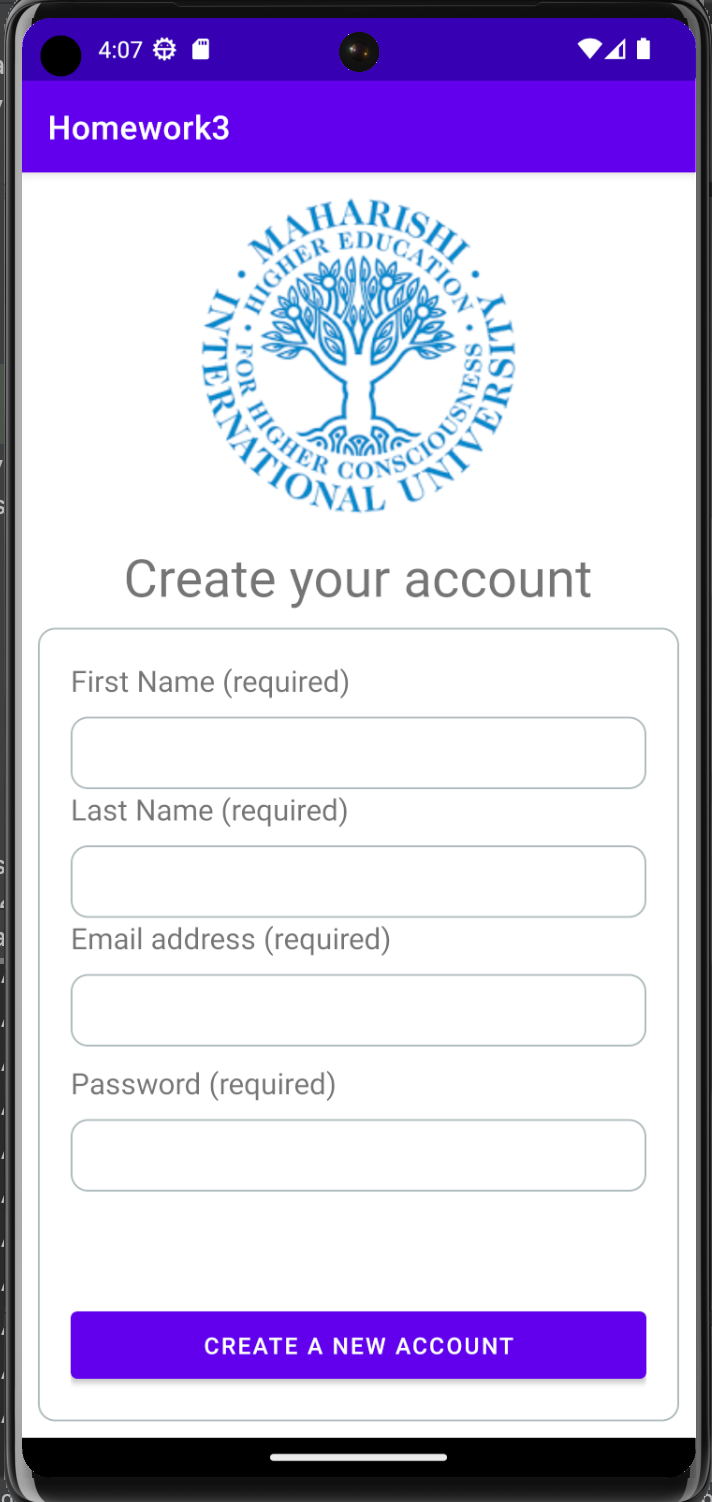 4:07
Homework3
• MAHARISHI •
INTERNATIONAL UNIVERSITY
• HIGHER EDUCATION •
FOR HIGHER CONSCIOUSNESS
Create your account
First Name (required)
Last Name (required)
Email address (required)
Password (required)
CREATE A NEW ACCOUNT